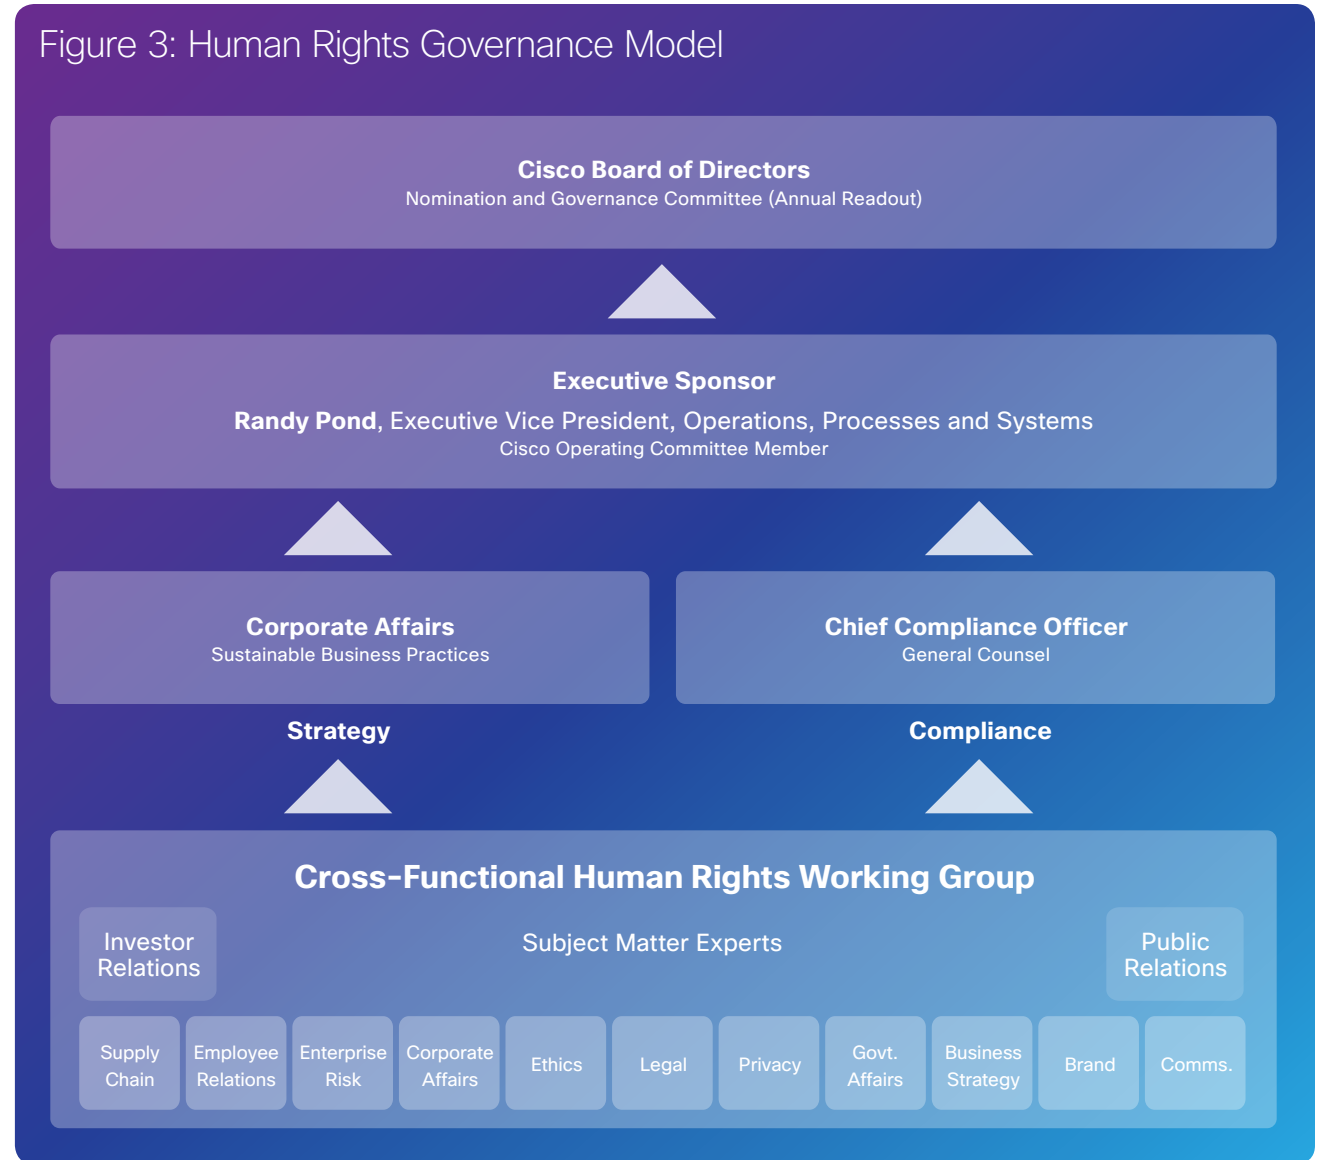 Figure 3: Human Rights Governance Model
Cisco Board of Directors
Nomination and Governance Committee (Annual Readout)
Executive Sponsor
Randy Pond, Executive Vice President, Operations, Processes and Systems
Cisco Operating Committee Member
Corporate Affairs
Sustainable Business Practices
Chief Compliance Officer
General Counsel
Strategy
Compliance
Cross-Functional Human Rights Working Group
Investor
Relations
Subject Matter Experts
Public
Relations
Supply
Chain
Employee
Relations
Enterprise
Risk
Corporate
Affairs
Ethics
Legal
Privacy
Govt.
Affairs
Business
Strategy
Brand
Comms.